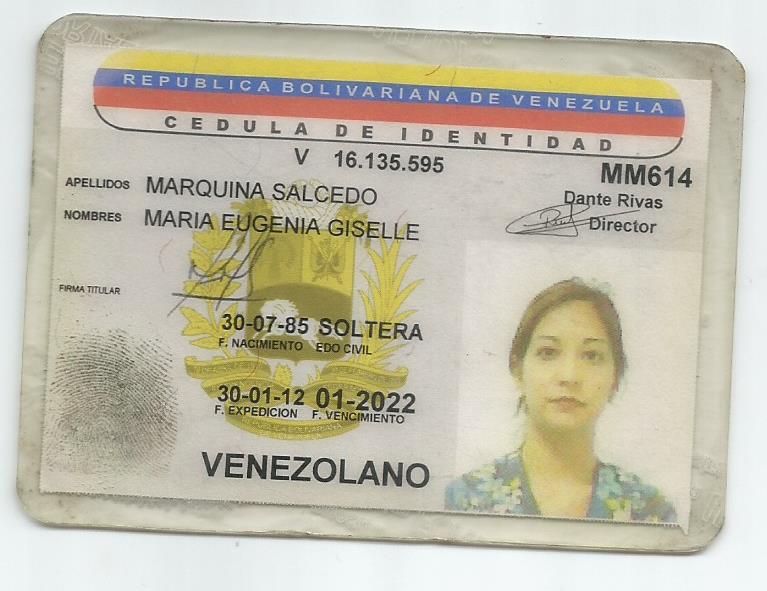 REPUBLICA BOLIVARIANA DE VENEZUELA
CEDULA DE IDENTIDAD
V 16.135.595
MM614
APELLIDOS MARQUINA SALCEDO
Dante Rivas
NOMBRES MARIA EUGENIA GISELLE
Director
FIRMA TITULAR
30-07-85 SOLTERA
F. NACIMIENTO EDO CIVIL
30-01-12 01-2022
F. EXPEDICION F. VENCIMIENTO
VENEZOLANO